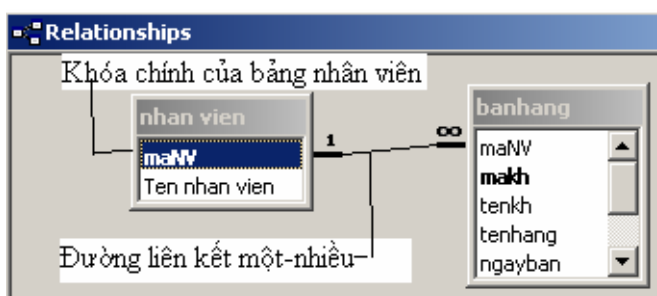 Relationships
Khóa chính của bảng nhân viên
nhan vien
maNV
Ten nhan vien
1
∞
banhang
maNV
makh
tenkh
tenhang
ngayban
Đường liên kết một-nhiều